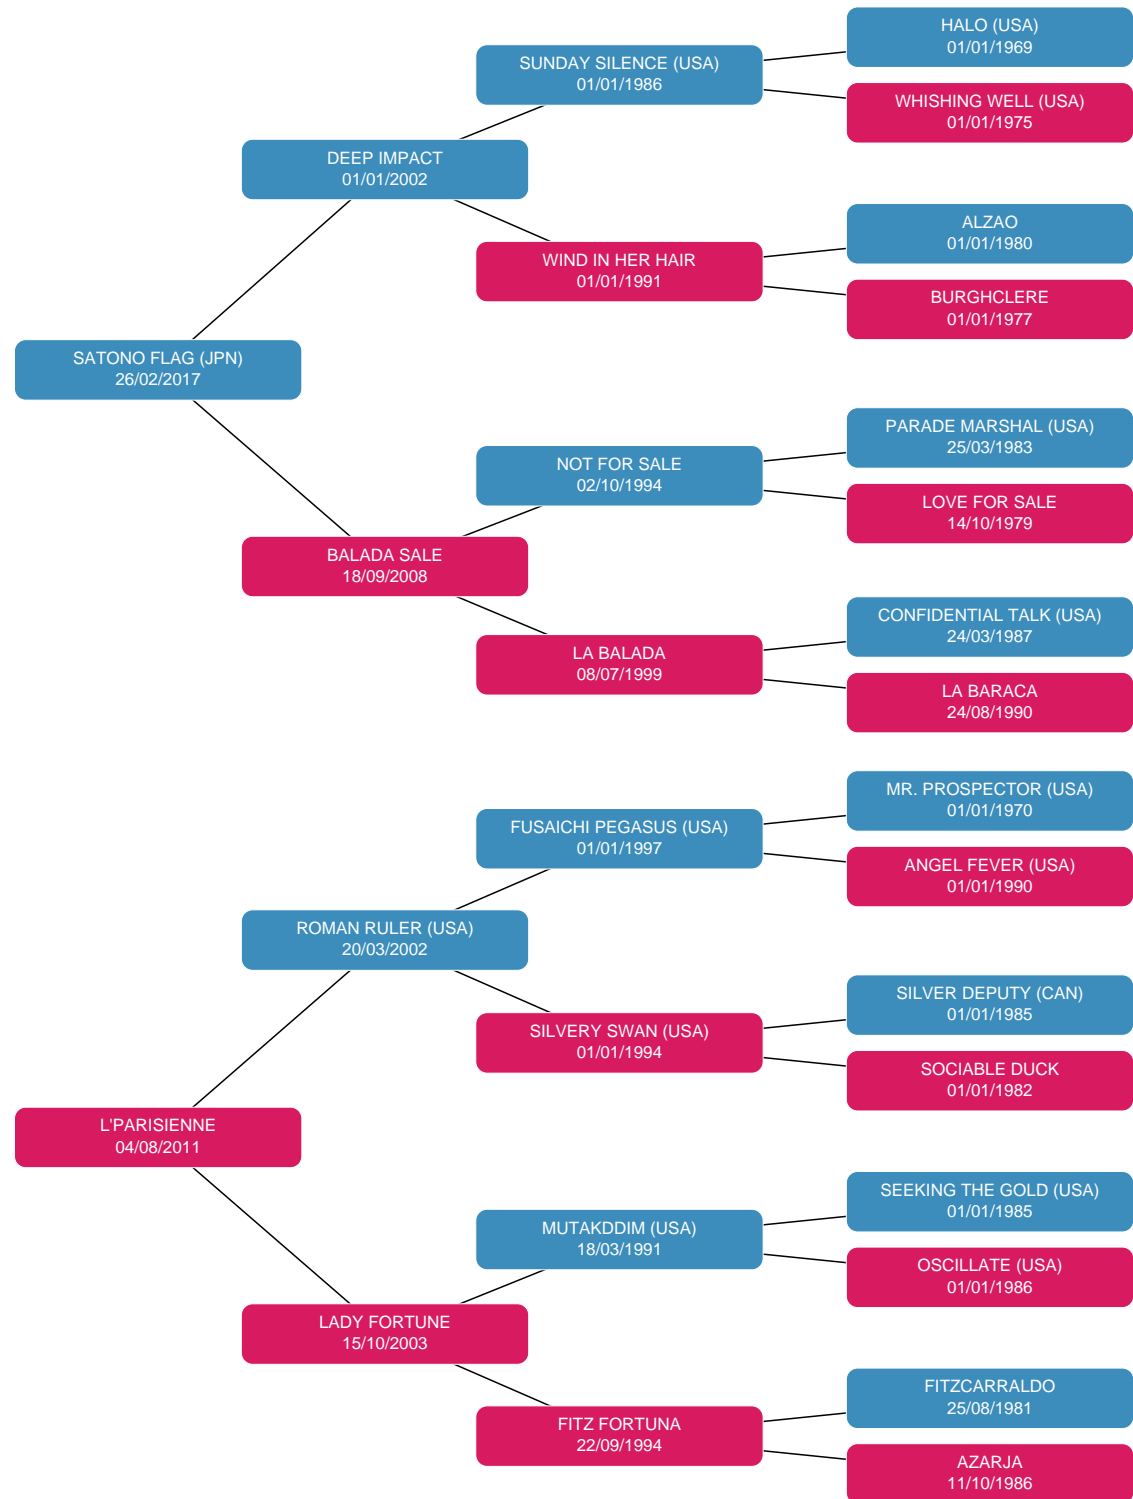 HALO (USA)
01/01/1969
SUNDAY SILENCE (USA)
01/01/1986
WHISHING WELL (USA)
01/01/1975
DEEP IMPACT
01/01/2002
ALZAO
01/01/1980
WIND IN HER HAIR
01/01/1991
BURGHCLERE
01/01/1977
SATONO FLAG (JPN)
26/02/2017
PARADE MARSHAL (USA)
25/03/1983
NOT FOR SALE
02/10/1994
LOVE FOR SALE
14/10/1979
BALADA SALE
18/09/2008
CONFIDENTIAL TALK (USA)
24/03/1987
LA BALADA
08/07/1999
LA BARACA
24/08/1990
MR. PROSPECTOR (USA)
01/01/1970
FUSAICHI PEGASUS (USA)
01/01/1997
ANGEL FEVER (USA)
01/01/1990
ROMAN RULER (USA)
20/03/2002
SILVER DEPUTY (CAN)
01/01/1985
SILVERY SWAN (USA)
01/01/1994
SOCIABLE DUCK
01/01/1982
L'PARISIENNE
04/08/2011
SEEKING THE GOLD (USA)
01/01/1985
MUTAKDDIM (USA)
18/03/1991
OSCILLATE (USA)
01/01/1986
LADY FORTUNE
15/10/2003
FITZCARRALDO
25/08/1981
FITZ FORTUNA
22/09/1994
AZARJA
11/10/1986